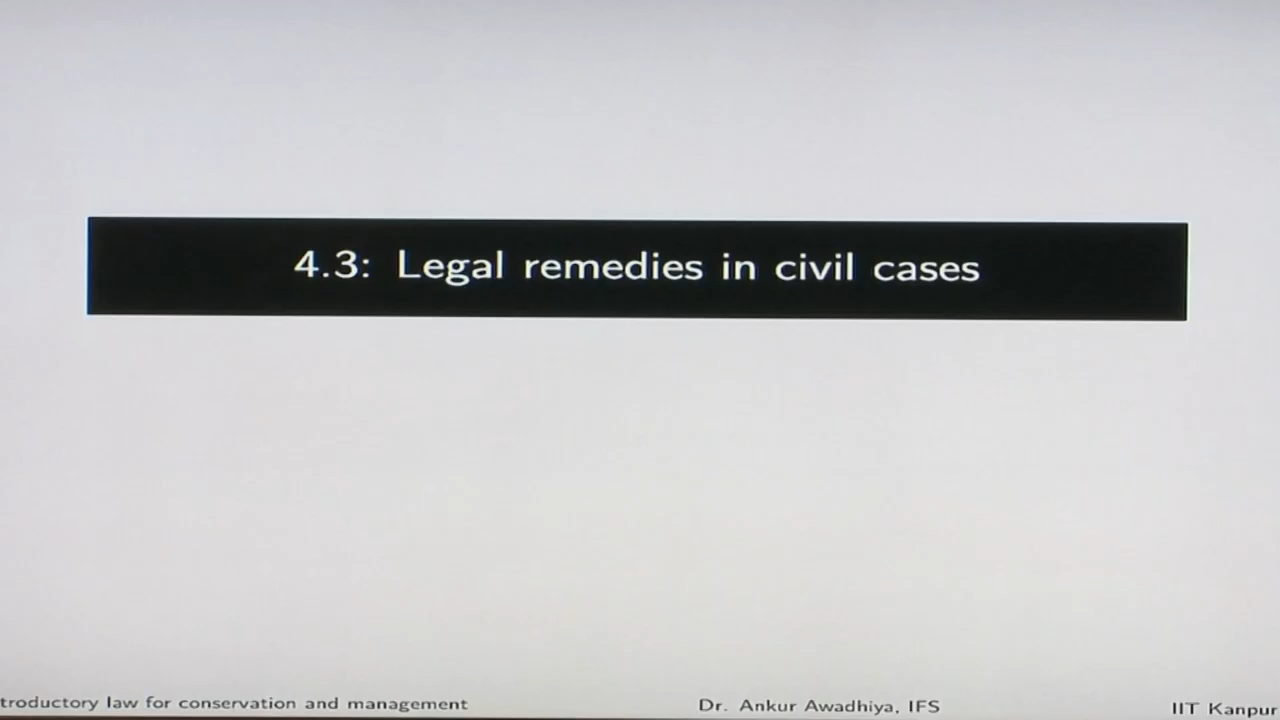 4.3: Legal remedies in civil cases
troductory law for conservation and management Dr. Ankur Awadhiya, IFS IIT Kanpur